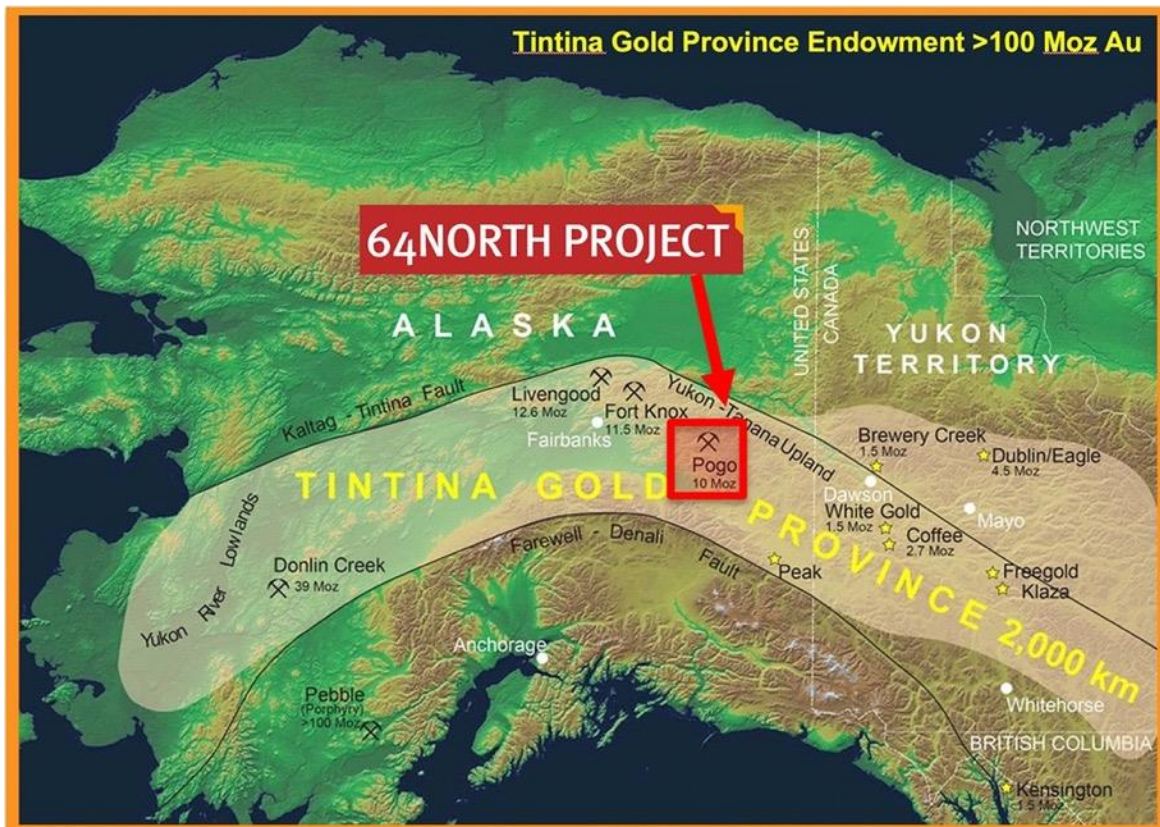 Tintina Gold Province Endowment >100 Moz Au
NORTHWEST
TERRITORIES
64NORTH PROJECT
UNITED STATES
CANADA
ALASKA
YUKON
TERRITORY
Kaltag - Tintina Fault
Livengood
12.6 Moz
Fort Knox
11.5 Moz
Fairbanks
Yukon -Tanana Upland
Pogo
10 Moz
Brewery Creek
1.5 Moz
Dublin/Eagle
4.5 Moz
Dawson
Mayo
White Gold
1.5 Moz
Coffee
2.7 Moz
TINTINA GOLD PROVINCE 2,000 km
Farewell - Denali Fault
Peak
Freegold
Klaza
Yukon River Lowlands
Donlin Creek
39 Moz
Anchorage
Pebble
(Porphyry)
>100 Moz
Whitehorse
BRITISH COLUMBIA
Kensington
1.5 Moz